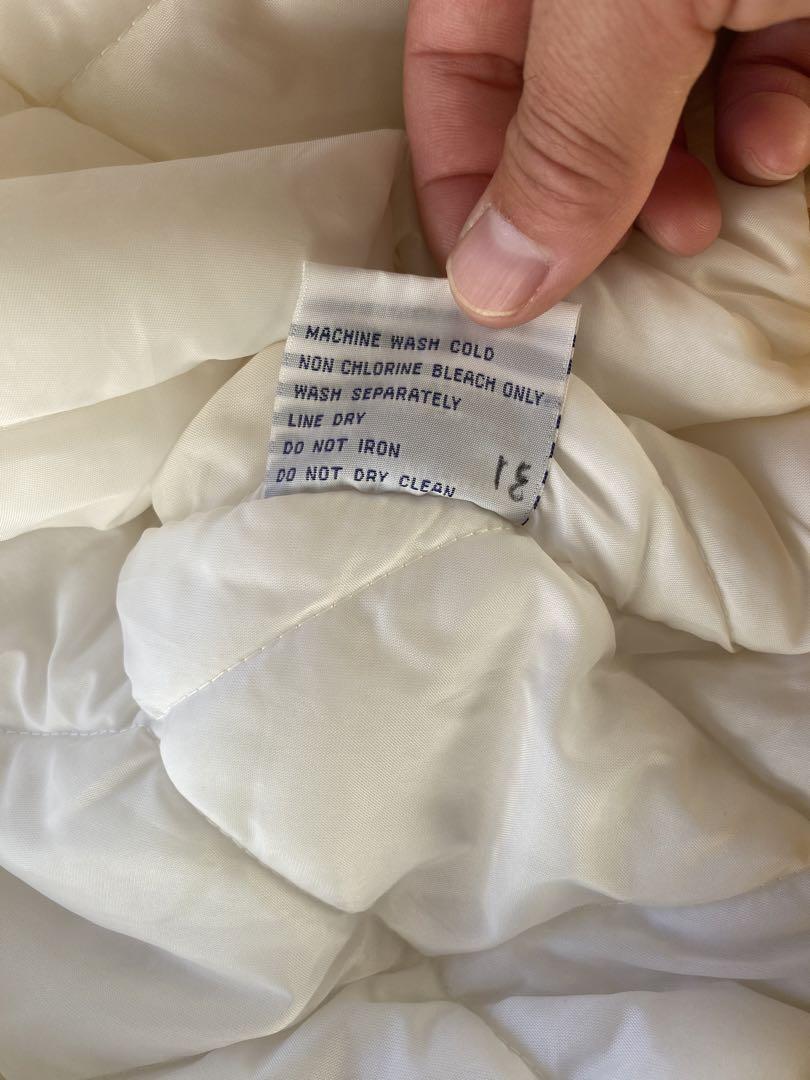 MACHINE WASH COLD
NON CHLORINE BLEACH ONLY
WASH SEPARATELY
LINE DRY
DO NOT IRON
DO NOT DRY CLEAN
31